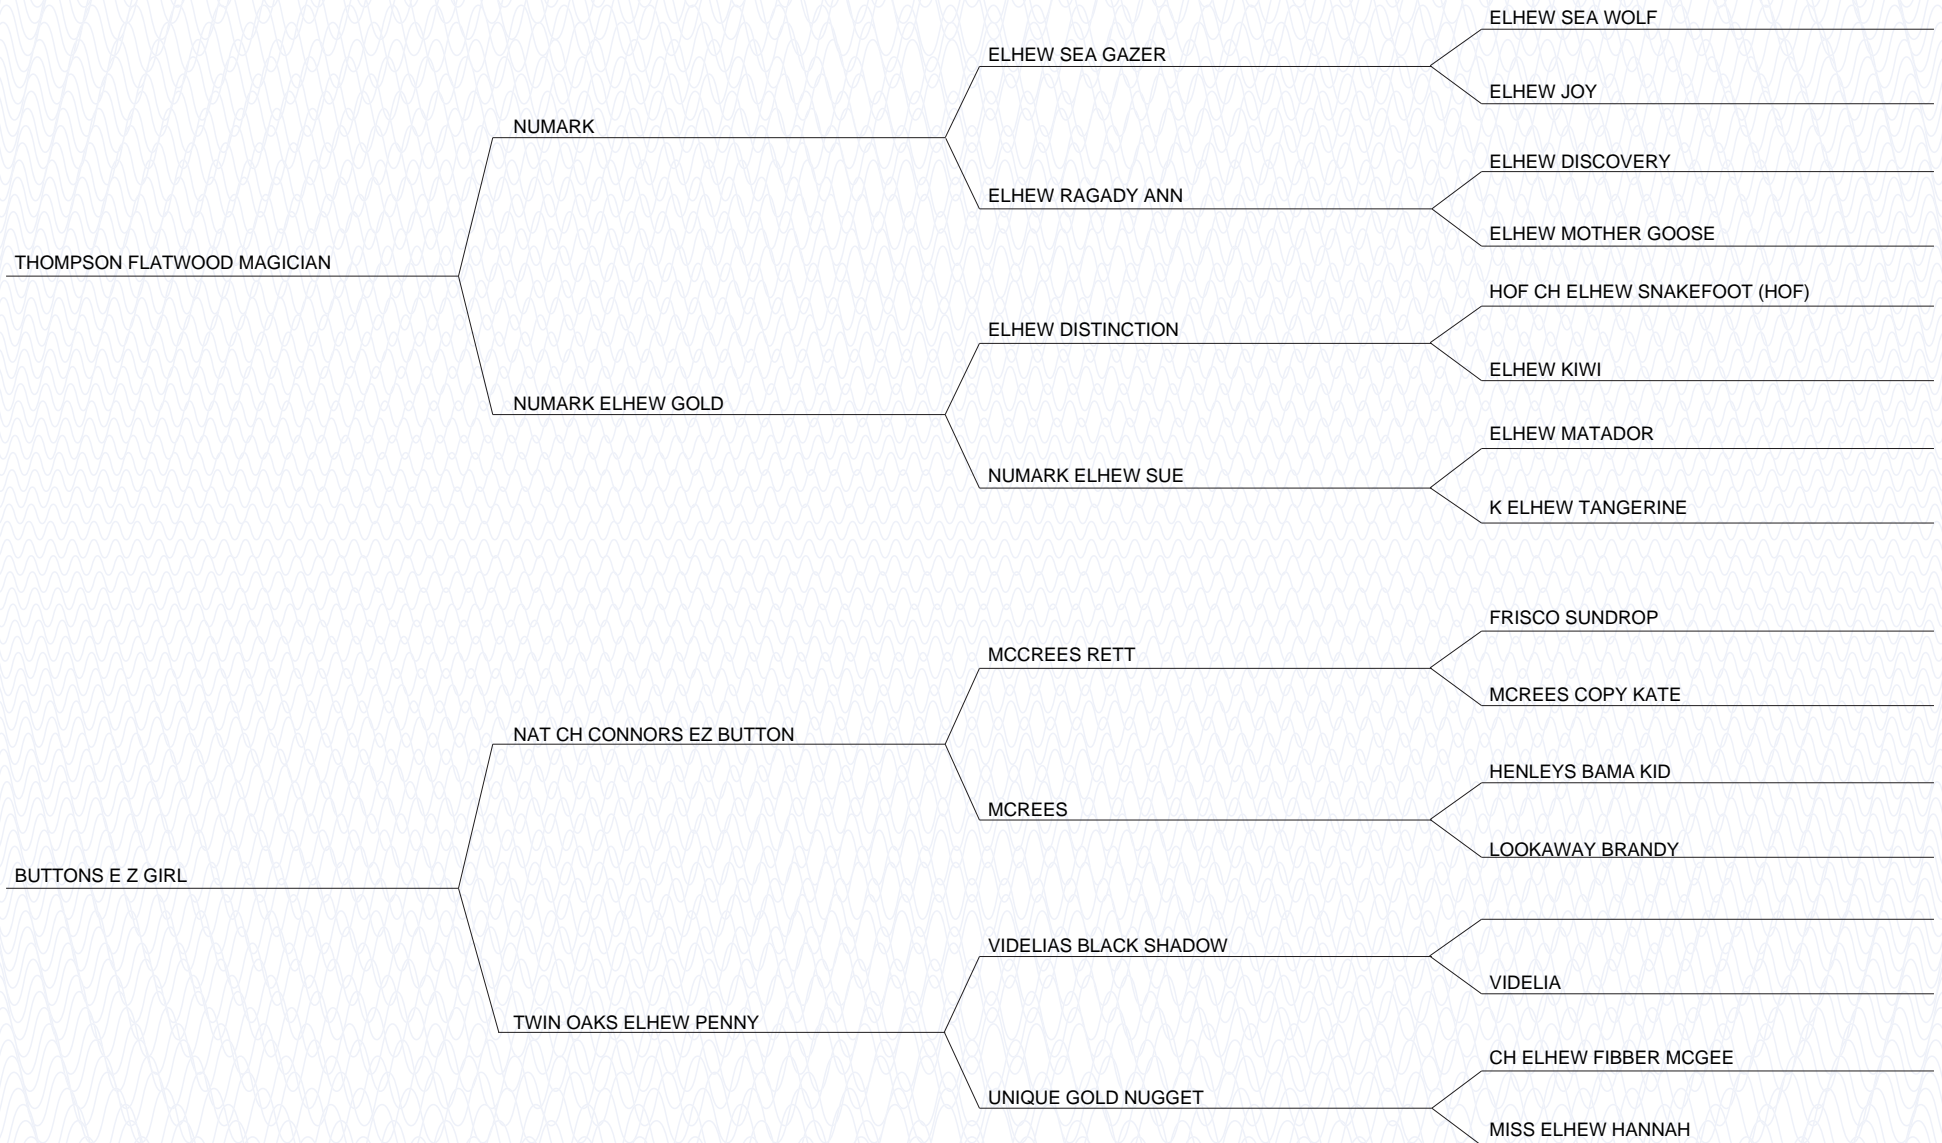 ELHEW SEA WOLF
ELHEW SEA GAZER
ELHEW JOY
NUMARK
ELHEW DISCOVERY
ELHEW RAGADY ANN
ELHEW MOTHER GOOSE
THOMPSON FLATWOOD MAGICIAN
HOF CH ELHEW SNAKEFOOT (HOF)
ELHEW DISTINCTION
ELHEW KIWI
NUMARK ELHEW GOLD
ELHEW MATADOR
NUMARK ELHEW SUE
K ELHEW TANGERINE
FRISCO SUNDROP
MCCREES RETT
MCREES COPY KATE
NAT CH CONNORS EZ BUTTON
HENLEYS BAMA KID
MCREES
LOOKAWAY BRANDY
BUTTONS E Z GIRL
VIDELIAS BLACK SHADOW
VIDELIA
TWIN OAKS ELHEW PENNY
CH ELHEW FIBBER MCGEE
UNIQUE GOLD NUGGET
MISS ELHEW HANNAH